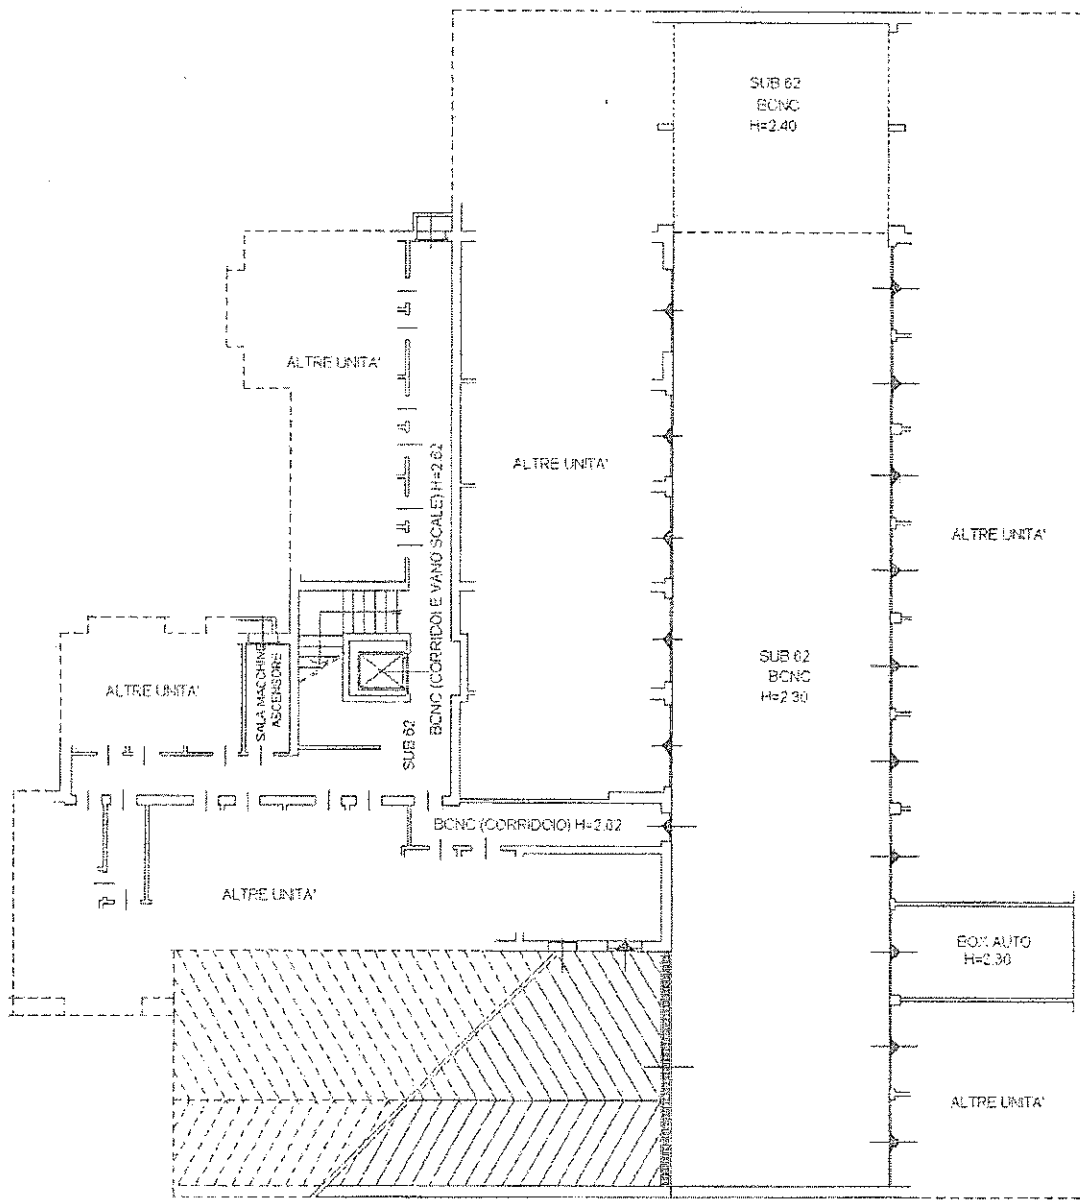 SUB 62
BCNC
H=2.40
ALTRE UNITA'
ALTRE UNITA'
BCNC (CORRIDOI E VANO SCALE) H=2.62
ALTRE UNITA'
SUB 62
BCNC
H=2.30
ALTRE UNITA'
SALA MACCHINE
ASCENSORE
SUB 62
BCNC (CORRIDOIO) H=2.62
ALTRE UNITA'
BOX AUTO
H=2.30
ALTRE UNITA'